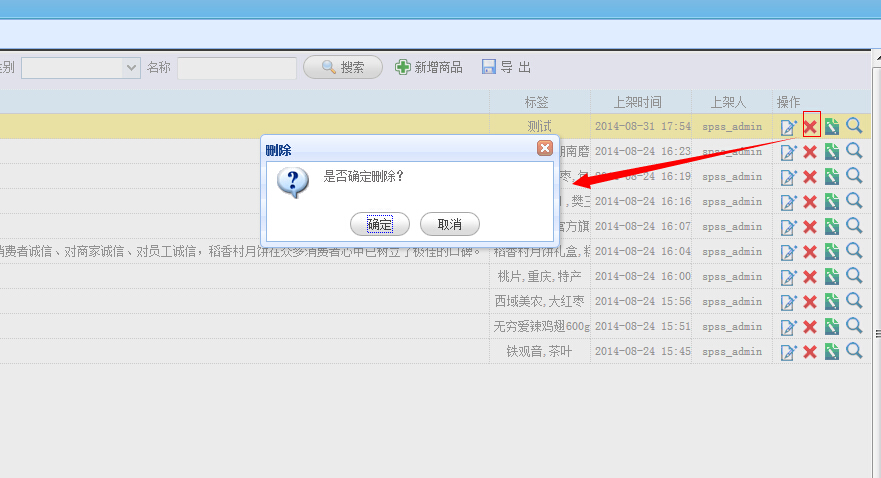 类别 名称 搜索 新增商品 导 出
标签 上架时间 上架人 操作
测试 2014-08-31 17:54 spss_admin
删除
是否确定删除?
确定 取消
南磨 2014-08-24 16:23 spss_admin
枣, 2014-08-24 16:19 spss_admin
2014-08-24 16:16 spss_admin
官方旗 2014-08-24 16:07 spss_admin
消费者诚信、对商家诚信、对员工诚信，稻香村月饼在众多消费者心中已树立了极佳的口碑。 稻香村月饼礼盒, 2014-08-24 16:04 spss_admin
桃片,重庆,特产 2014-08-24 16:00 spss_admin
西域美农,大红枣 2014-08-24 15:56 spss_admin
无穷爱辣鸡翅600g 2014-08-24 15:51 spss_admin
铁观音,茶叶 2014-08-24 15:45 spss_admin